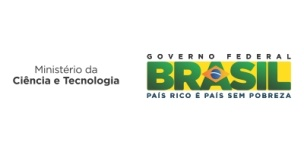 Ministério da
Ciência e Tecnologia
GOVERNO FEDERAL
BRASIL
PAÍS RICO É PAÍS SEM POBREZA